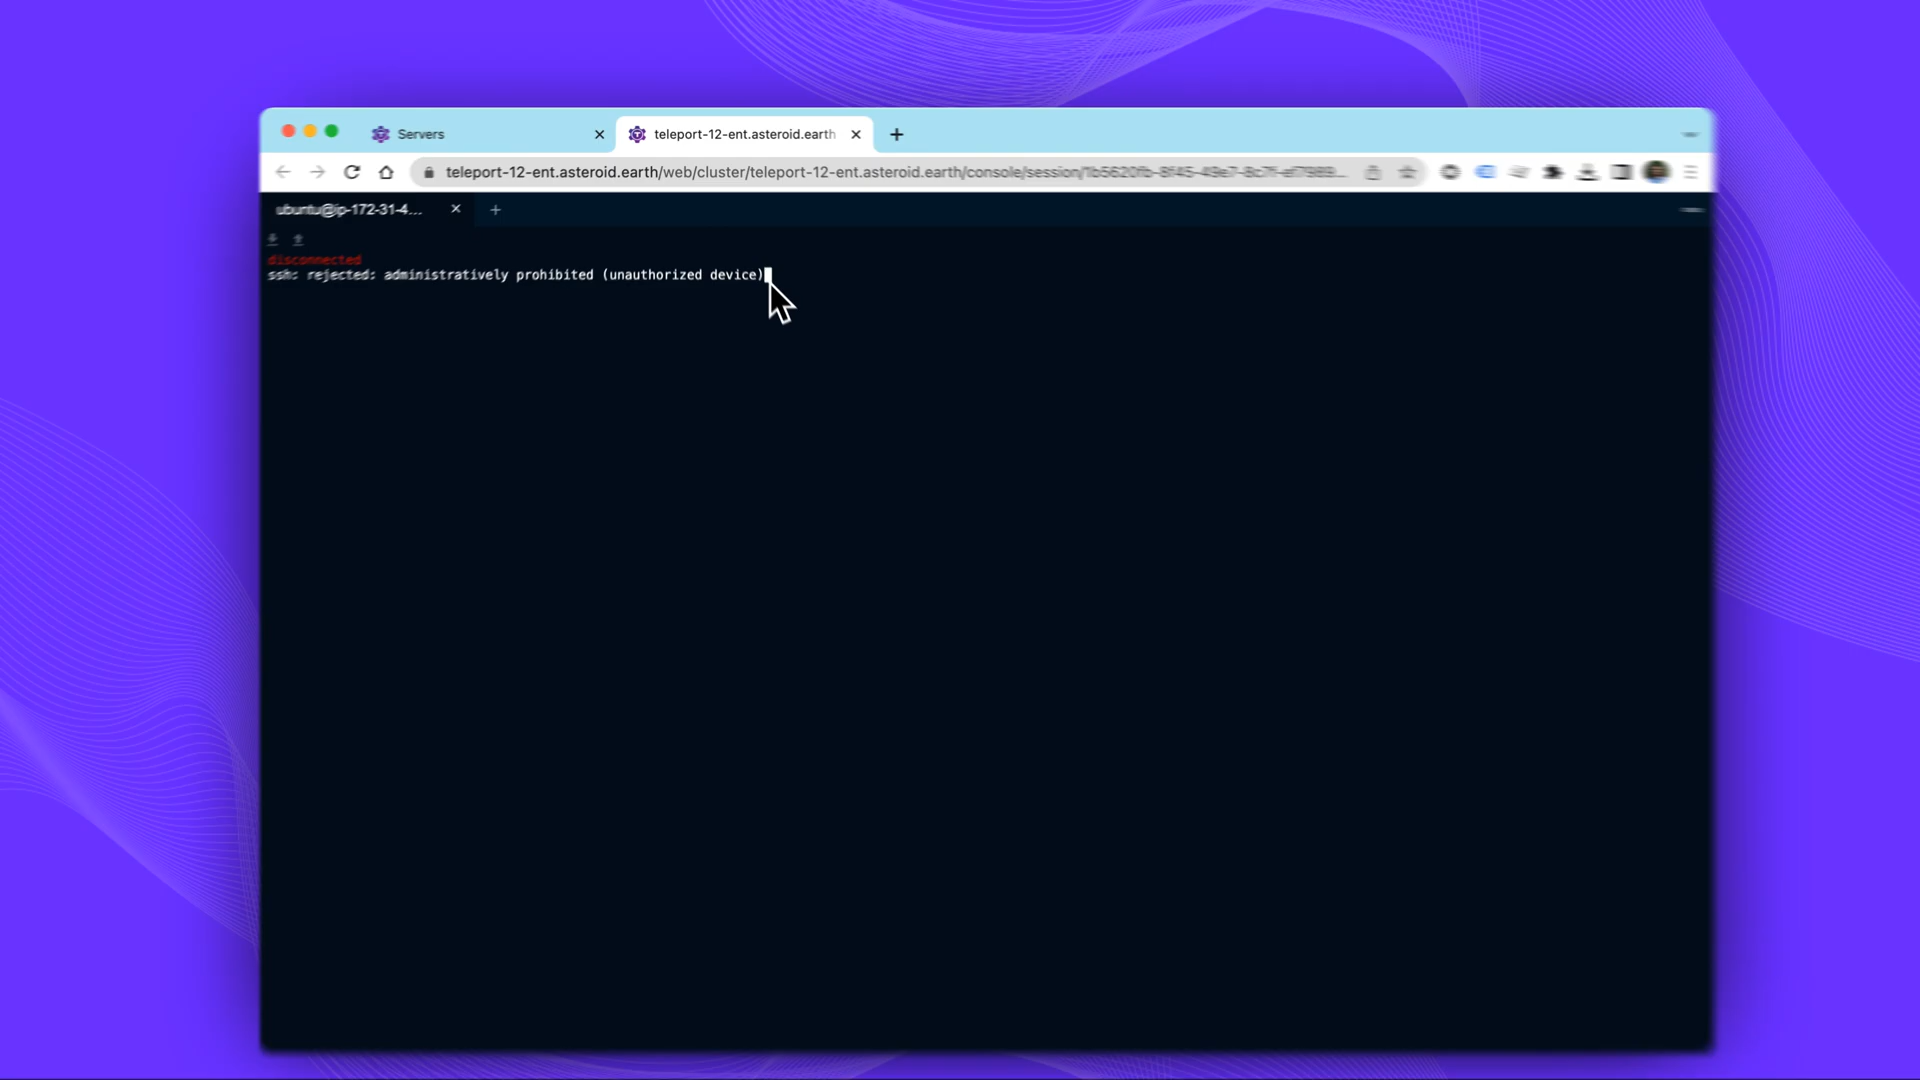 Servers
teleport-12-ent.asteroid.earth
teleport-12-ent.asteroid.earth/web/cluster/teleport-12-ent.asteroid.earth/console/session/1b5620fb-8f45-49e7-8c7f-ef7989...
ubuntu@ip-172-31-4...
disconnected
ssh: rejected: administratively prohibited (unauthorized device)